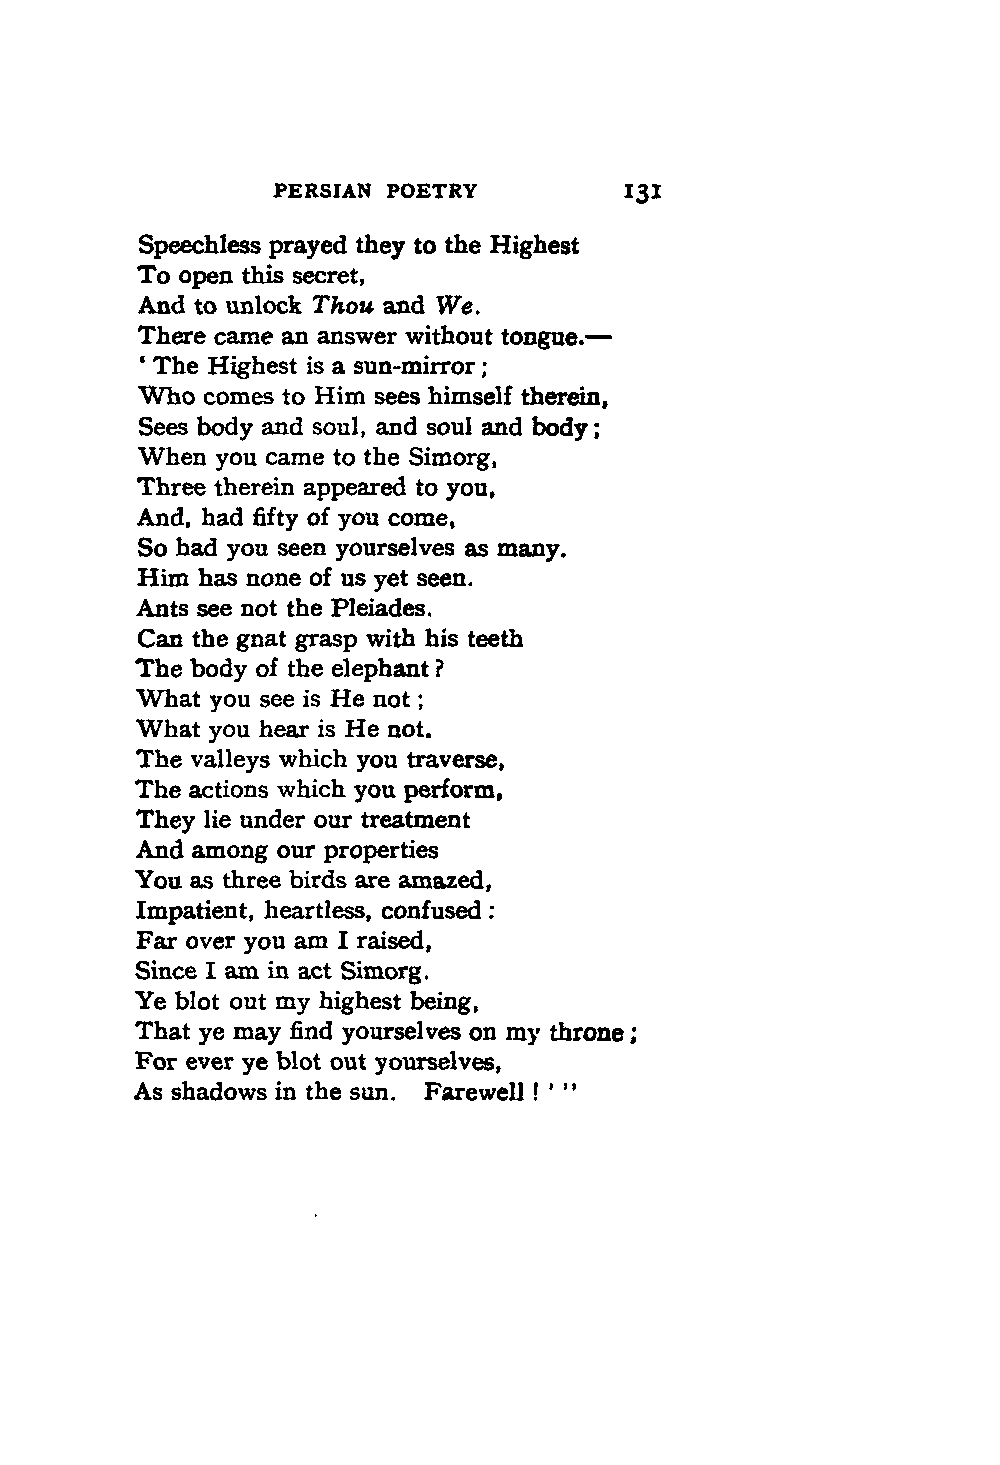 PERSIAN POETRY 131
Speechless prayed they to the Highest
To open this secret,
And to unlock Thou and We.
There came an answer without tongue.—
‘ The Highest is a sun-mirror ;
Who comes to Him sees himself therein,
Sees body and soul, and soul and body ;
When you came to the Simorg,
Three therein appeared to you,
And, had fifty of you come,
So had you seen yourselves as many.
Him has none of us yet seen.
Ants see not the Pleiades.
Can the gnat grasp with his teeth
The body of the elephant ?
What you see is He not ;
What you hear is He not.
The valleys which you traverse,
The actions which you perform,
They lie under our treatment
And among our properties
You as three birds are amazed,
Impatient, heartless, confused :
Far over you am I raised,
Since I am in act Simorg.
Ye blot out my highest being,
That ye may find yourselves on my throne ;
For ever ye blot out yourselves,
As shadows in the sun. Farewell ! ’ ”